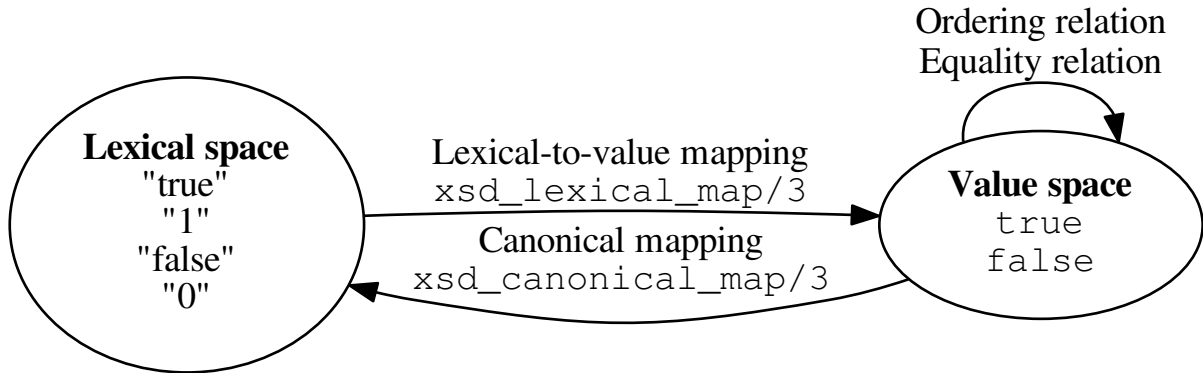 Ordering relation
Equality relation
Lexical space
"true"
"1"
"false"
"0"
Lexical-to-value mapping
xsd_lexical_map/3
Canonical mapping
xsd_canonical_map/3
Value space
true
false